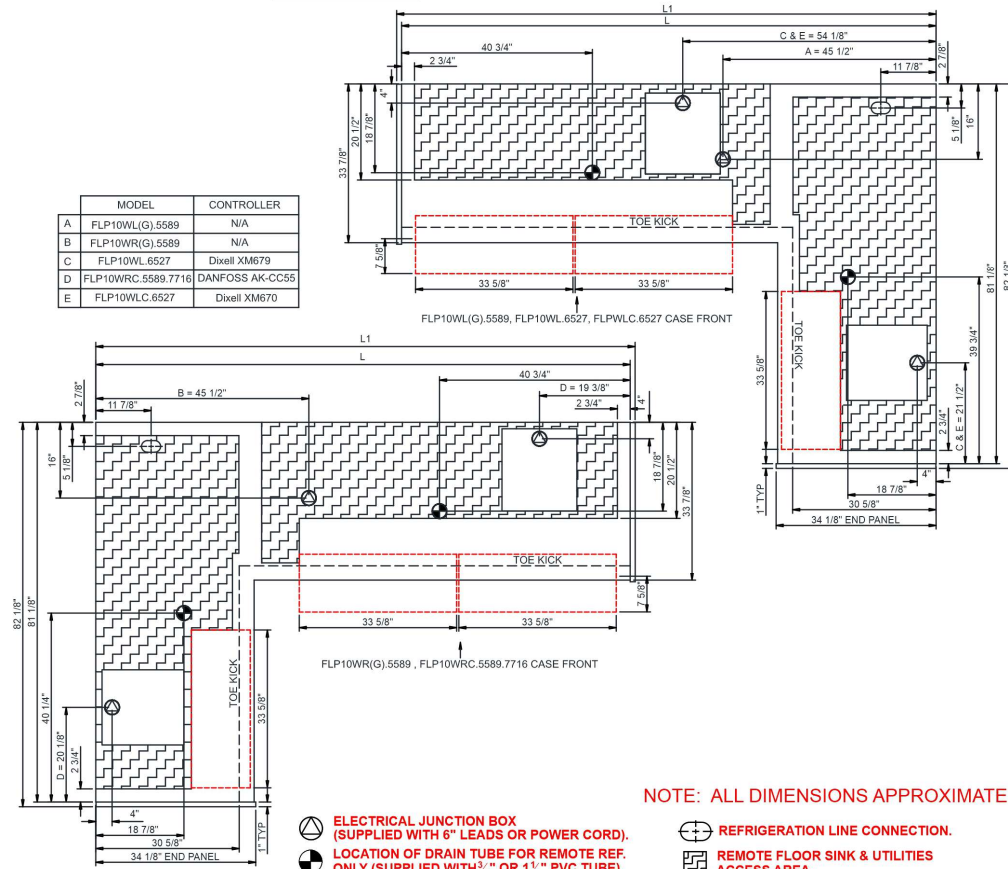 L1
L
C & E = 54 1/8"
40 3/4"
A = 45 1/2"
2 3/4"
11 7/8"
2 7/8"
4"
20 1/2"
18 7/8"
33 7/8"
5 1/8"
16"
MODEL CONTROLLER
A FLP10WL(G).5589 N/A
B FLP10WR(G).5589 N/A
C FLP10WL.6527 Dixell XM679
D FLP10WRC.5589.7716 DANFOSS AK-CC55
E FLP10WLC.6527 Dixell XM670
TOE KICK
7 5/8"
33 5/8"
33 5/8"
FLP10WL(G).5589, FLP10WL.6527, FLPWLC.6527 CASE FRONT
81 1/8"
82 1/8"
39 3/4"
TOE KICK
33 5/8"
C & E = 21 1/2"
2 3/4"
1" TYP
4"
18 7/8"
30 5/8"
34 1/8" END PANEL
L1
L
40 3/4"
B = 45 1/2"
D = 19 3/8"
2 7/8"
11 7/8"
2 3/4"
4"
16"
5 1/8"
18 7/8"
20 1/2"
33 7/8"
TOE KICK
7 5/8"
33 5/8"
33 5/8"
FLP10WR(G).5589 , FLP10WRC.5589.7716 CASE FRONT
82 1/8"
81 1/8"
40 1/4"
TOE KICK
33 5/8"
D = 20 1/8"
2 3/4"
4"
18 7/8"
30 5/8"
34 1/8" END PANEL
1" TYP
NOTE: ALL DIMENSIONS APPROXIMATE
ELECTRICAL JUNCTION BOX
(SUPPLIED WITH 6" LEADS OR POWER CORD).
REFRIGERATION LINE CONNECTION.
LOCATION OF DRAIN TUBE FOR REMOTE REF.
ONLY (SUPPLIED WITH
PVC TUBE)
REMOTE FLOOR SINK & UTILITIES
ACCESS AREA